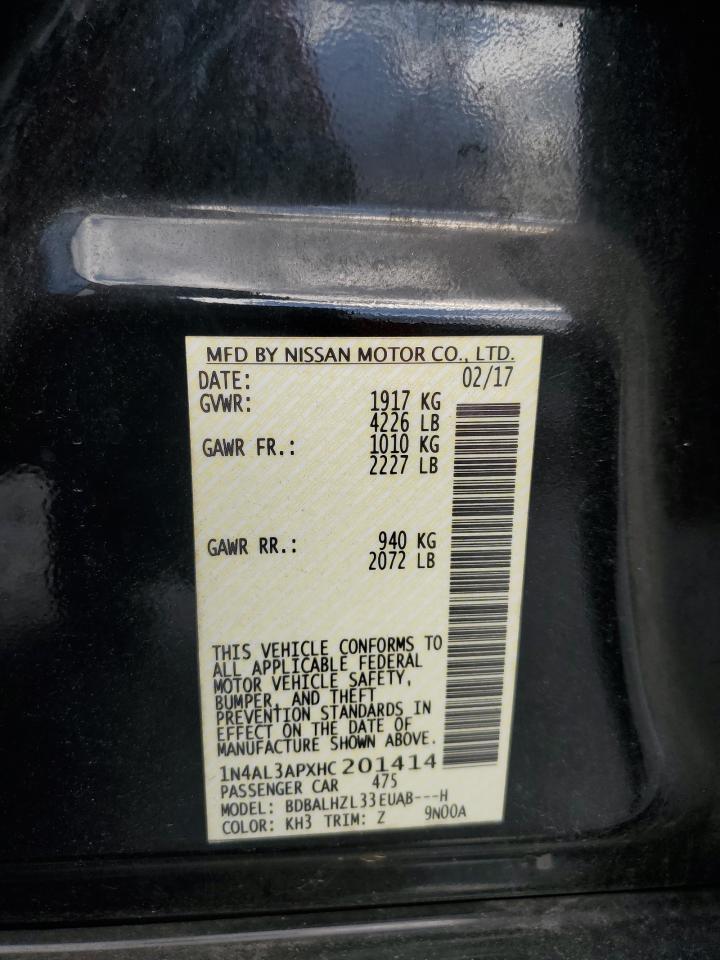 MFD BY NISSAN MOTOR CO., LTD.
DATE: 02/17
GVWR: 1917 KG
4226 LB
GAWR FR.: 1010 KG
2227 LB
GAWR RR.: 940 KG
2072 LB
THIS VEHICLE CONFORMS TO
ALL APPLICABLE FEDERAL
MOTOR VEHICLE SAFETY,
BUMPER, AND THEFT
PREVENTION STANDARDS IN
EFFECT ON THE DATE OF
MANUFACTURE SHOWN ABOVE.
1N4AL3APXHC 201414
PASSENGER CAR 475
MODEL: BDBALHZL33EUAB---H
COLOR: KH3 TRIM: Z 9N00A